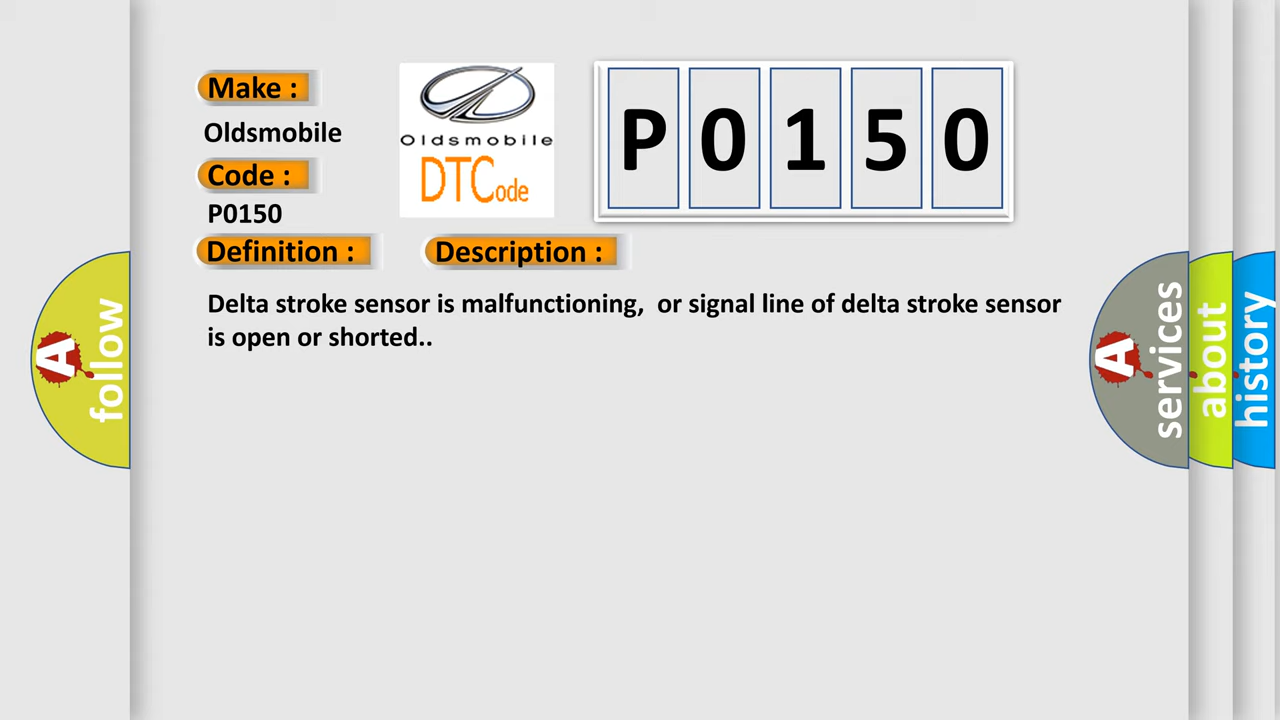 Make :
Oldsmobile
Code :
P0150
Oldsmobile
DTCode
P0150
Definition :
Description :
Delta stroke sensor is malfunctioning,  or signal line of delta stroke sensor
is open or shorted..
A
follow
A
services
about
history